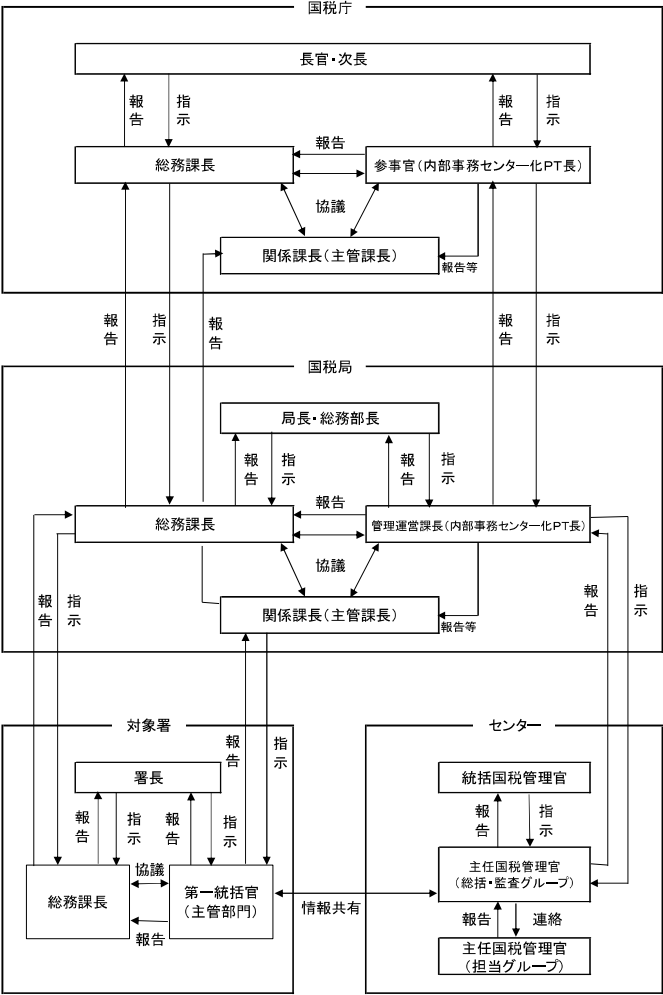 国税庁
長官・次長
報告
指示
報告
指示
総務課長
報告
参事官(内部事務センター化PT長)
協議
関係課長(主管課長)
報告等
報告
指示
報告
報告
指示
国税局
局長・総務部長
報告
指示
報告
指示
総務課長
報告
管理運営課長(内部事務センター化PT長)
協議
関係課長(主管課長)
報告等
報告
指示
報告
指示
対象署
報告
指示
センター
署長
統括国税管理官
報告
指示
報告
指示
報告
指示
総務課長
協議
報告
第一統括官
(主管部門)
情報共有
主任国税管理官
(総括・監査グループ)
報告
連絡
主任国税管理官
(担当グループ)